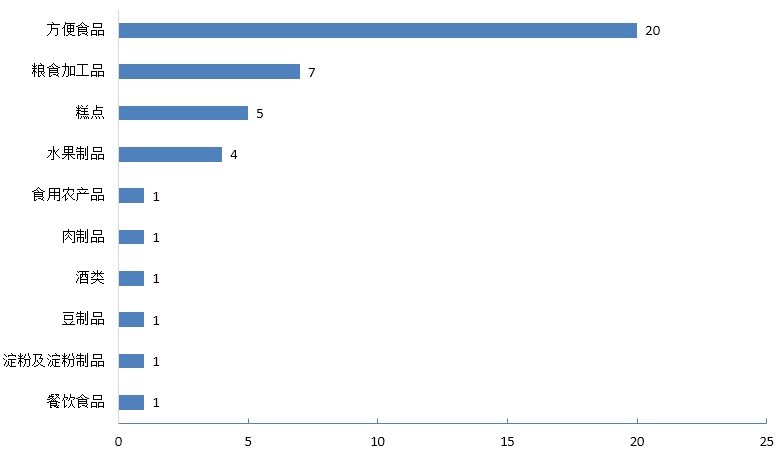 方便食品 20
粮食加工品 7
糕点 5
水果制品 4
食用农产品 1
肉制品 1
酒类 1
豆制品 1
淀粉及淀粉制品 1
餐饮食品 1
0 5 10 15 20 25